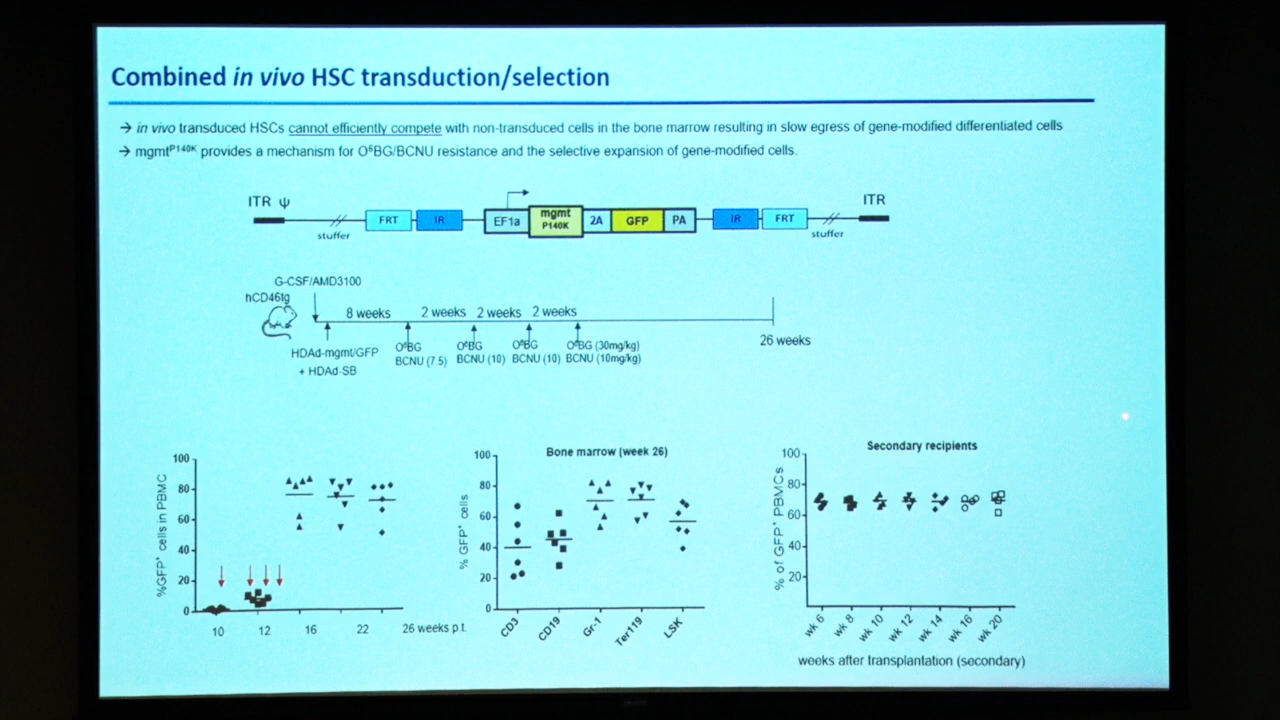 Combined in vivo HSC transduction/selection
→ in vivo transduced HSCs cannot efficiently compete with non-transduced cells in the bone marrow resulting in slow egress of gene-modified differentiated cells
→ mgmtP140K provides a mechanism for O⁶BG/BCNU resistance and the selective expansion of gene-modified cells.
ITR ψ
ITR
FRT IR EF1a mgmt P140K 2A GFP PA IR FRT
stuffer
stuffer
G-CSF/AMD3100
hCD46tg
8 weeks 2 weeks 2 weeks 2 weeks
HDAd-mgmt/GFP
+ HDAd-SB
O⁶BG
BCNU (7 5)
O⁶BG
BCNU (10)
O⁶BG
BCNU (10)
O⁶BG (30mg/kg)
BCNU (10mg/kg)
26 weeks
%GFP⁺ cells in PBMC
100
80
60
40
20
0
10 12 16 22 26 weeks p.t.
Bone marrow (week 26)
% GFP⁺ cells
100
80
60
40
20
0
CD3 CD19 Gr-1 Ter119 LSK
Secondary recipients
% of GFP⁺ PBMCs
100
80
60
40
20
wk 6 wk 8 wk 10 wk 12 wk 14 wk 16 wk 20
weeks after transplantation (secondary)